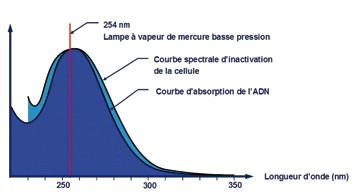 254 nm
Lampe à vapeur de mercure basse pression
Courbe spectrale d'inactivation
de la cellule
Courbe d'absorption de l'ADN
250
300
350
Longueur d'onde (nm)